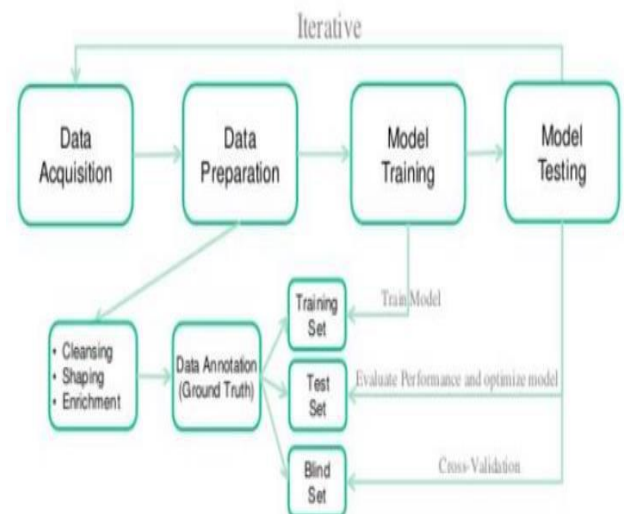 Iterative
Data
Acquisition
Data
Preparation
Model
Training
Model
Testing
• Cleansing
• Shaping
• Enrichment
Data Annotation
(Ground Truth)
Training
Set
Train Model
Test
Set
Evaluate Performance and optimize model
Blind
Set
Cross-Validation